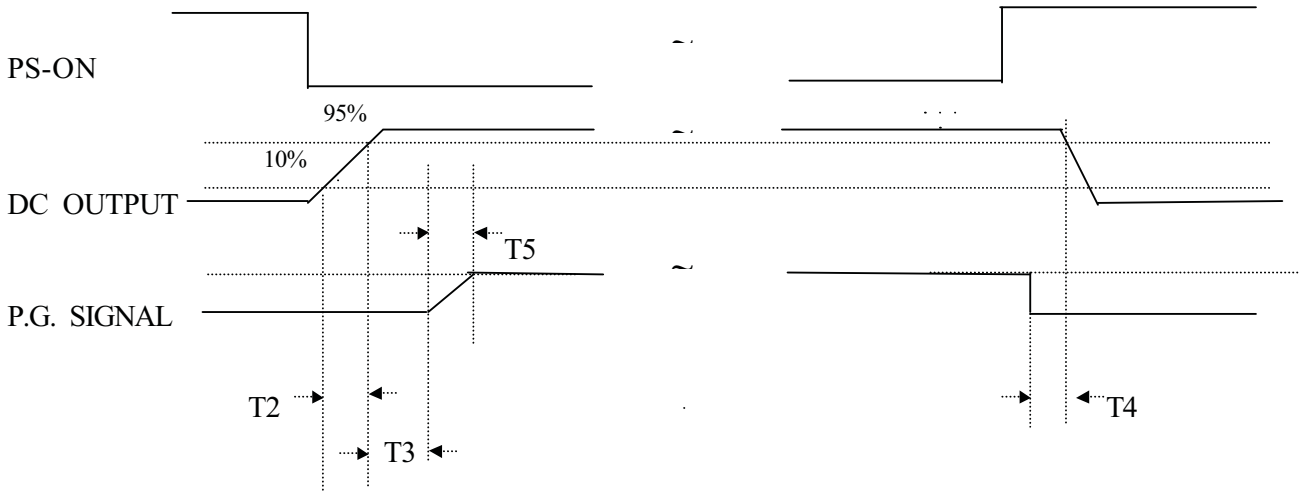 PS-ON
95%
10%
DC OUTPUT
T5
P.G. SIGNAL
T2
T4
T3